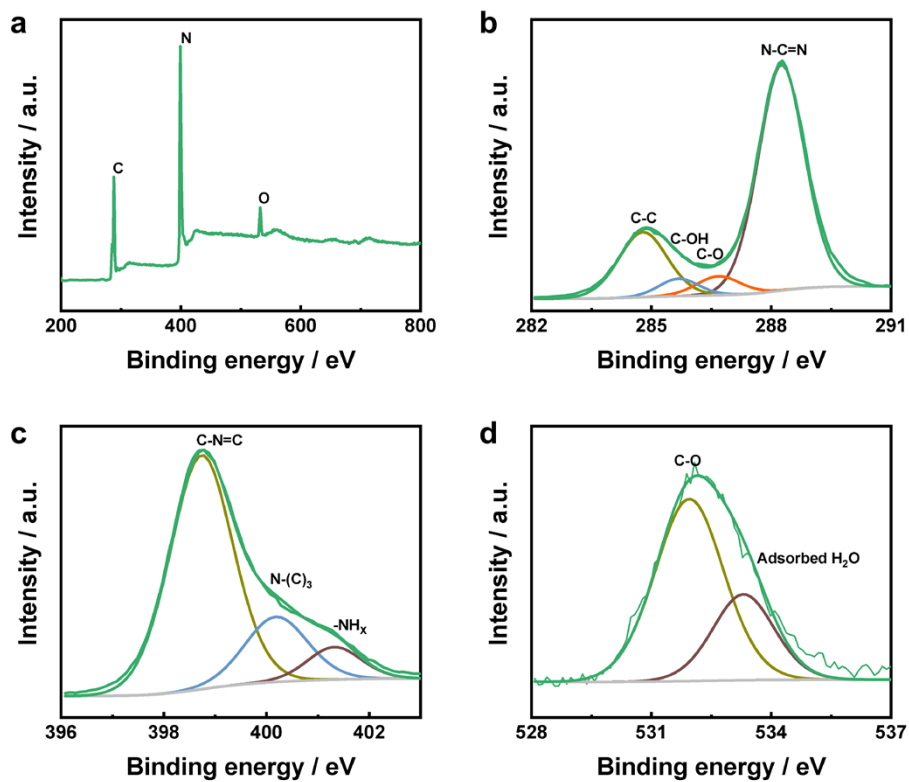 a
N
C
O
Intensity / a.u.
200 400 600 800
Binding energy / eV
b
N-C=N
C-C
C-OH
C-O
Intensity / a.u.
282 285 288 291
Binding energy / eV
c
C-N=C
N-(C)₃
-NHₓ
Intensity / a.u.
396 398 400 402
Binding energy / eV
d
C-O
Adsorbed H₂O
Intensity / a.u.
528 531 534 537
Binding energy / eV